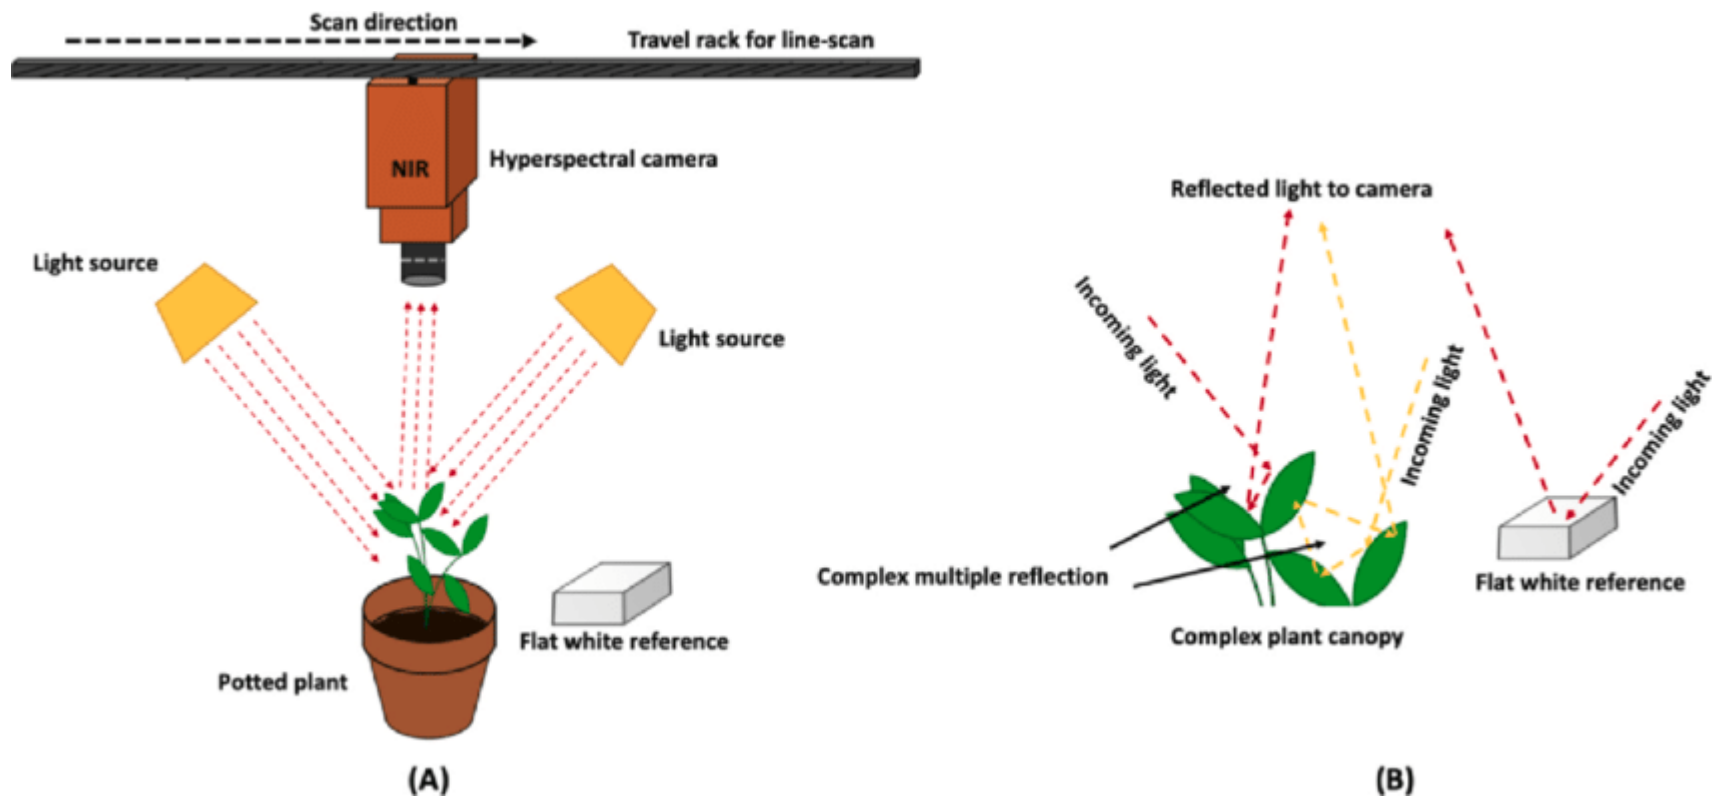 Scan direction
Travel rack for line-scan
NIR
Hyperspectral camera
Light source
Light source
Flat white reference
Potted plant
(A)
Reflected light to camera
Incoming light
Incoming light
Incoming light
Complex multiple reflection
Flat white reference
Complex plant canopy
(B)